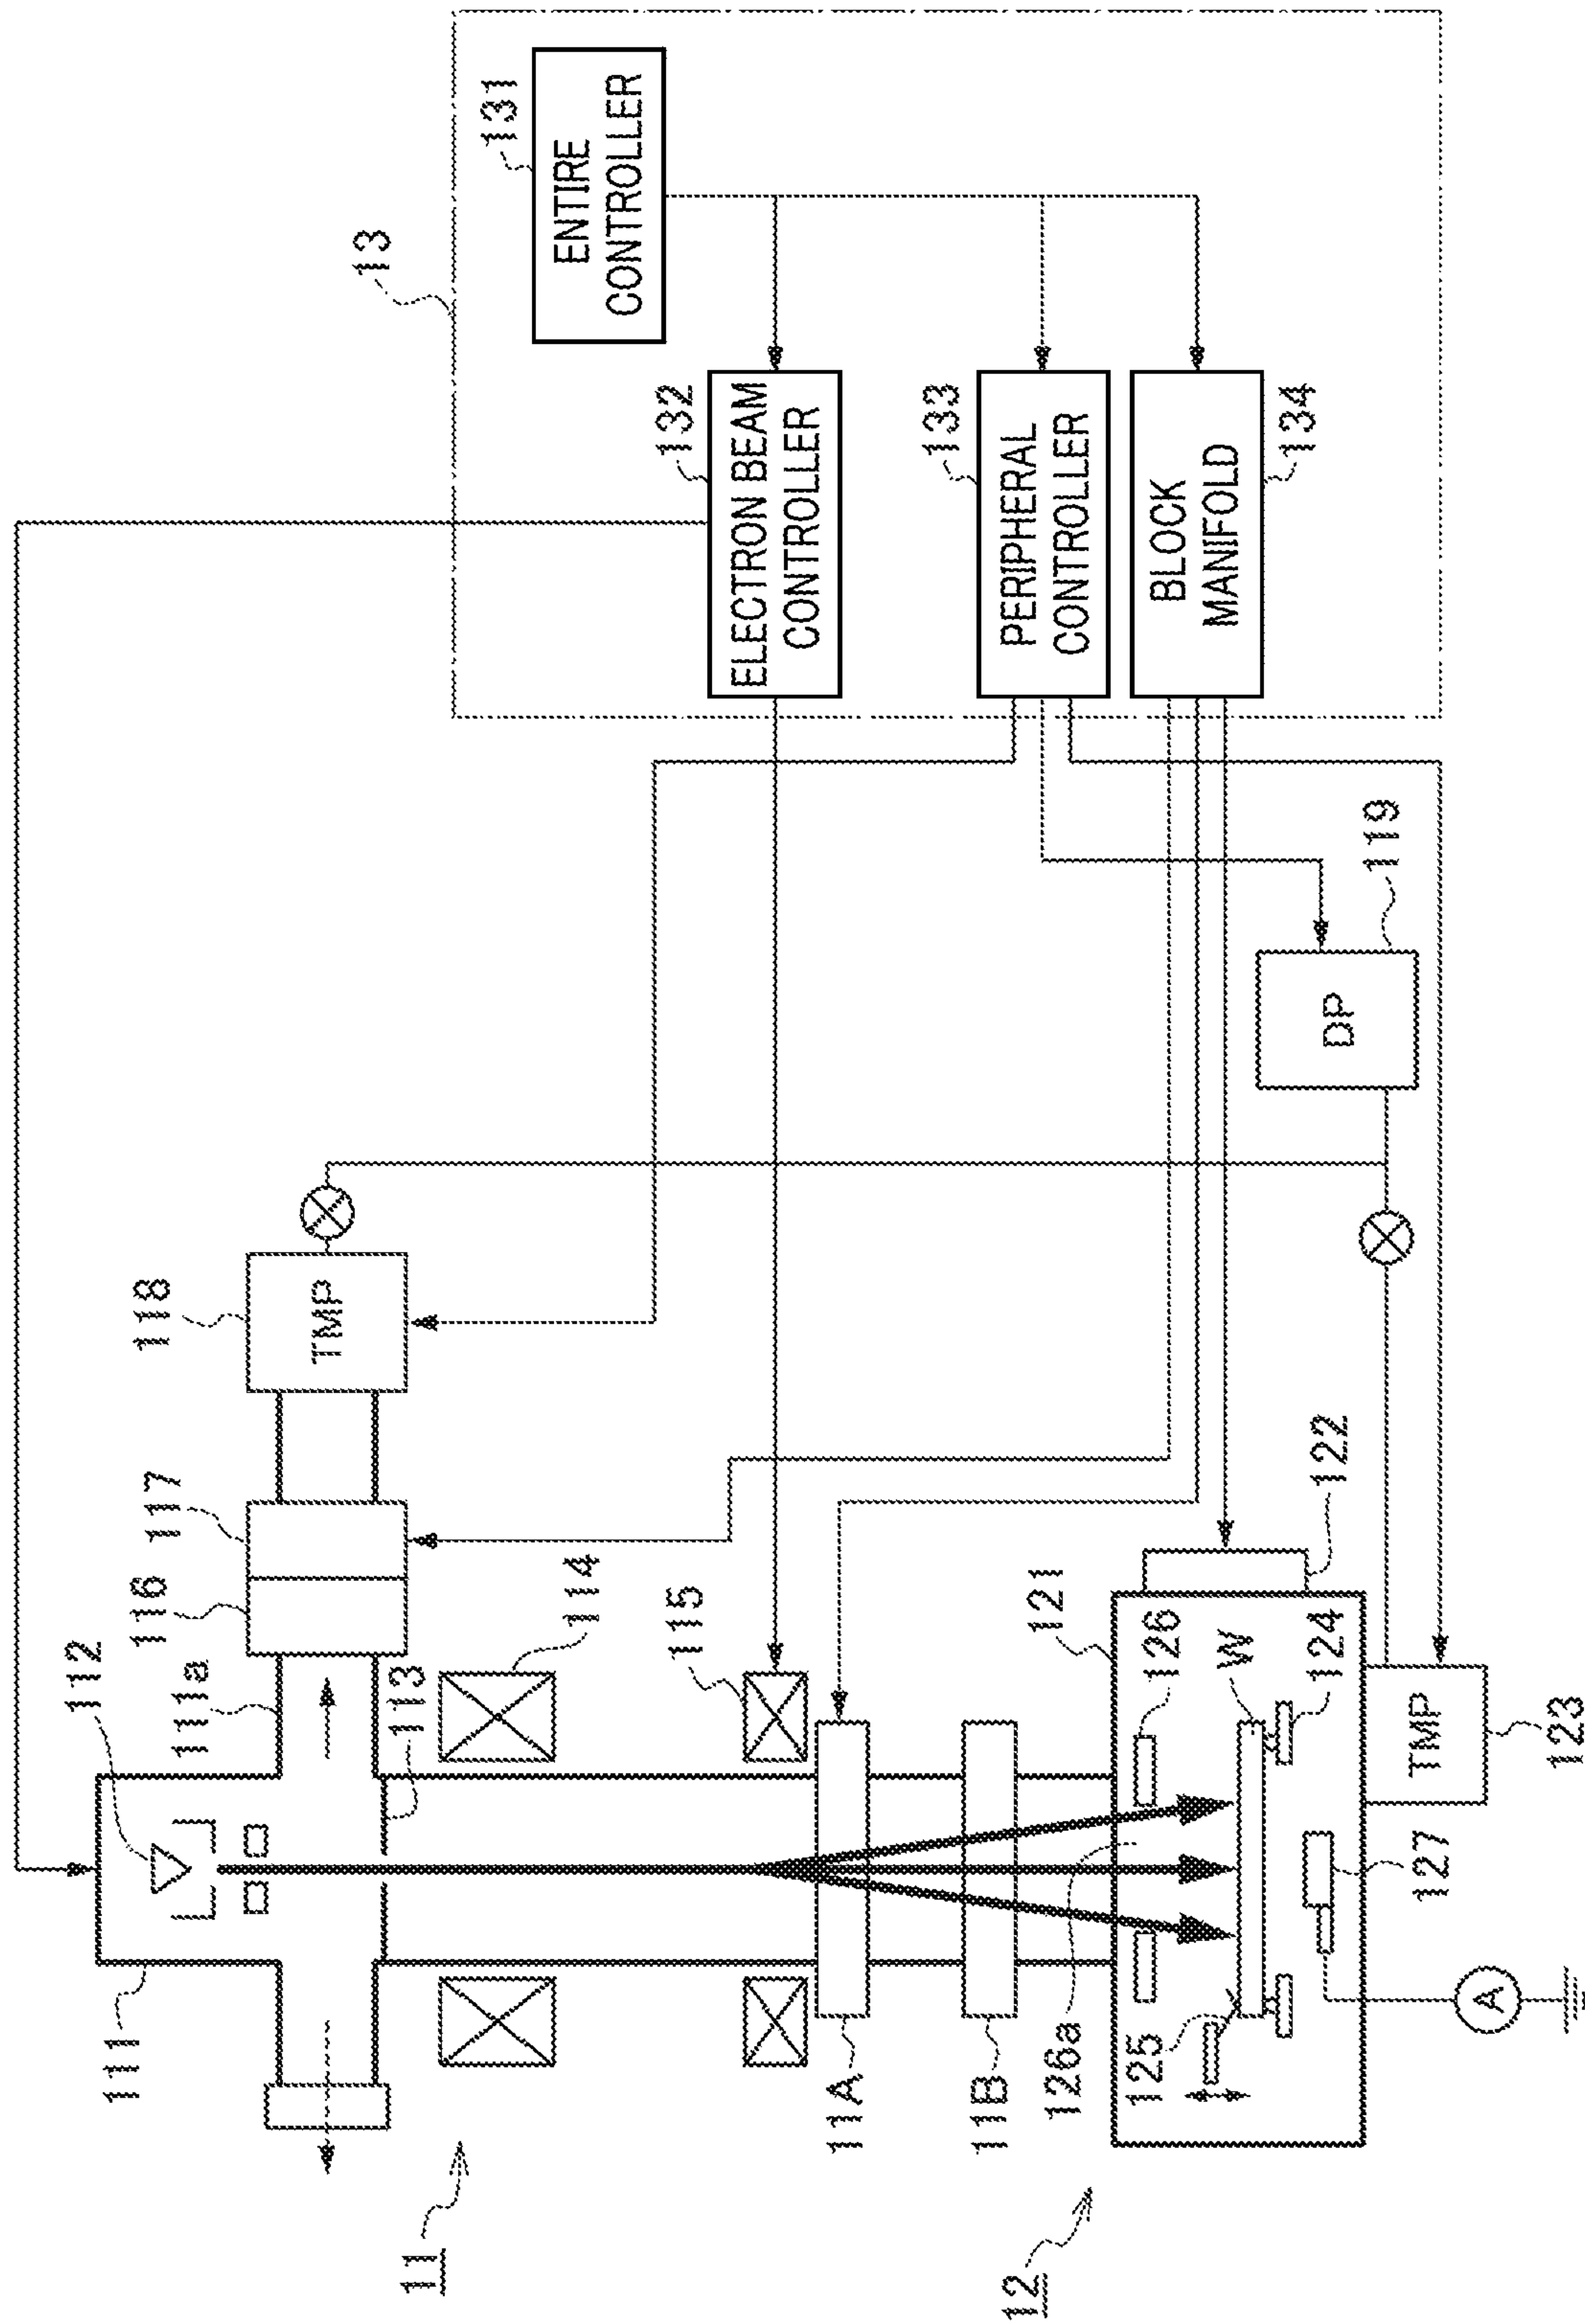 13
131
ENTIRE
CONTROLLER
132
ELECTRON BEAM
CONTROLLER
133
PERIPHERAL
CONTROLLER
BLOCK
MANIFOLD
134
118
TMP
119
DP
112
111a
116
117
111
113
114
115
11
11A
11B
126a
121
122
126
W
124
125
127
TMP
123
A
12